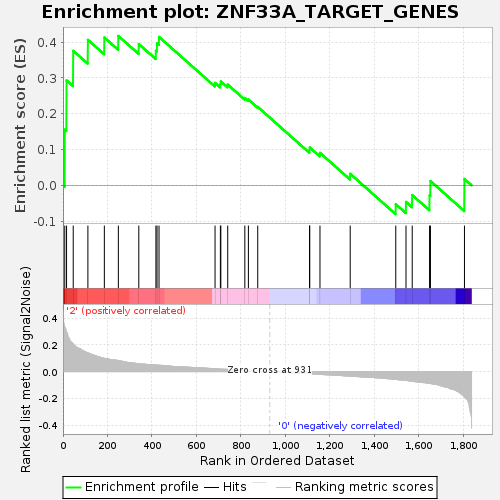 Enrichment plot: ZNF33A_TARGET_GENES
Enrichment score (ES)
0.4
0.3
0.2
0.1
0.0
-0.1
'2' (positively correlated)
Ranked list metric (Signal2Noise)
0.4
0.2
0.0
-0.2
-0.4
Zero cross at 931
'0' (negatively correlated)
0 200 400 600 800 1,000 1,200 1,400 1,600 1,800
Rank in Ordered Dataset
Enrichment profile Hits Ranking metric scores